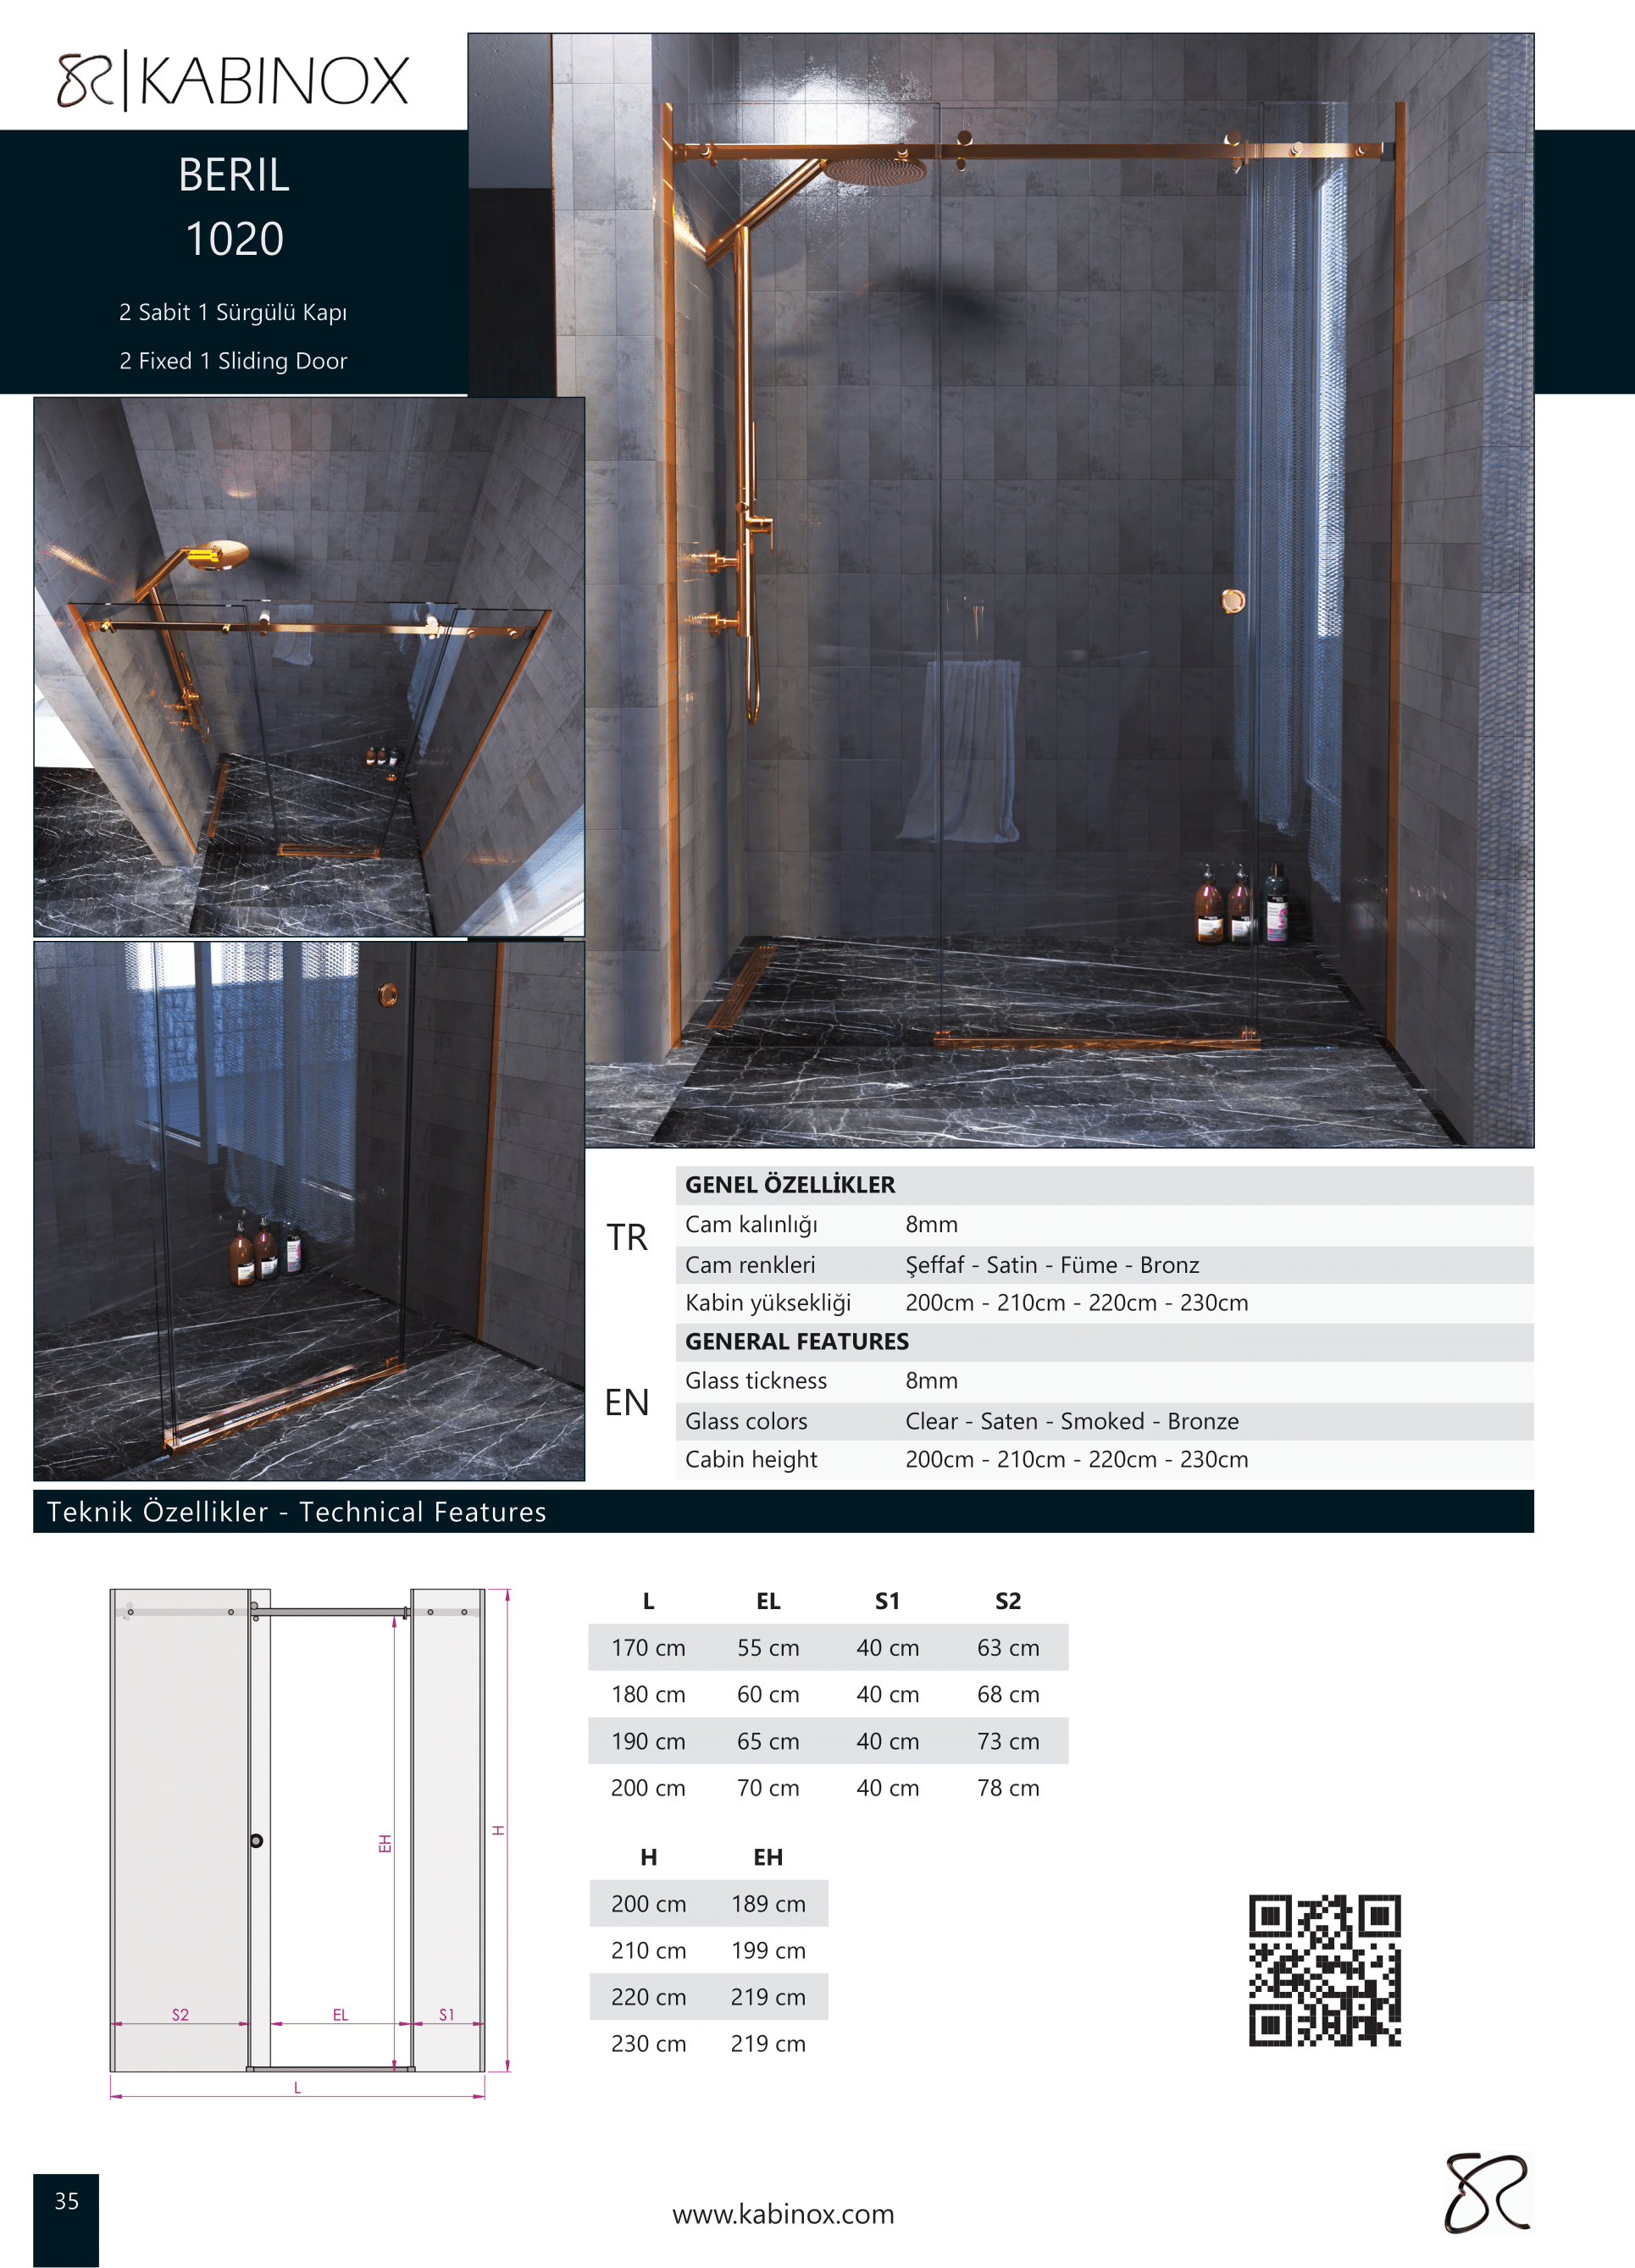 KABINOX
BERIL
1020
2 Sabit 1 Sürgülü Kapı
2 Fixed 1 Sliding Door
TR
GENEL ÖZELLİKLER
Cam kalınlığı 8mm
Cam renkleri Şeffaf - Satin - Füme - Bronz
Kabin yüksekliği 200cm - 210cm - 220cm - 230cm
EN
GENERAL FEATURES
Glass tickness 8mm
Glass colors Clear - Saten - Smoked - Bronze
Cabin height 200cm - 210cm - 220cm - 230cm
Teknik Özellikler - Technical Features
EH
H
S2 EL S1
L
L EL S1 S2
170 cm 55 cm 40 cm 63 cm
180 cm 60 cm 40 cm 68 cm
190 cm 65 cm 40 cm 73 cm
200 cm 70 cm 40 cm 78 cm
H EH
200 cm 189 cm
210 cm 199 cm
220 cm 219 cm
230 cm 219 cm
35
www.kabinox.com